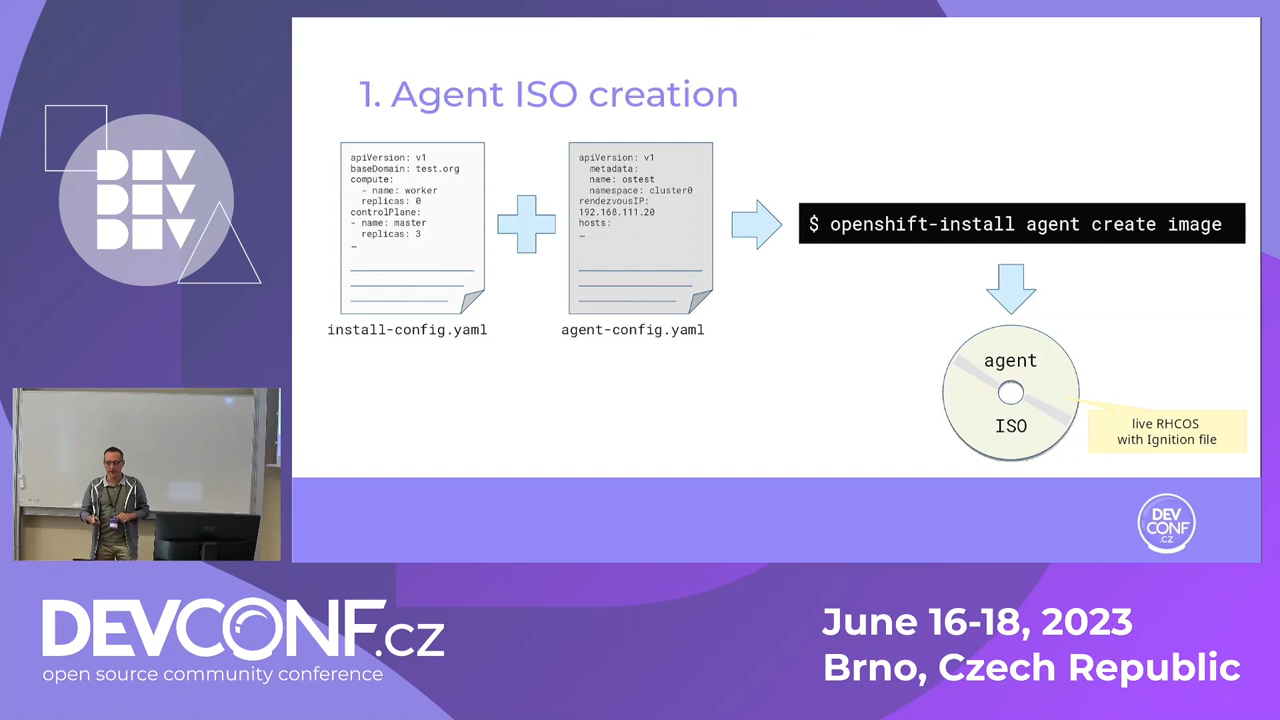 1. Agent ISO creation
apiVersion: v1
baseDomain: test.org
compute:
- name: worker
replicas: 0
controlPlane:
- name: master
replicas: 3
…
install-config.yaml
apiVersion: v1
metadata:
name: ostest
namespace: cluster0
rendezvousIP:
192.168.111.20
hosts:
…
agent-config.yaml
$ openshift-install agent create image
agent
ISO
live RHCOS
with Ignition file
DEV
CONF
.CZ
DEV
DEV
DEV
DEVCONF.cz
open source community conference
June 16-18, 2023
Brno, Czech Republic